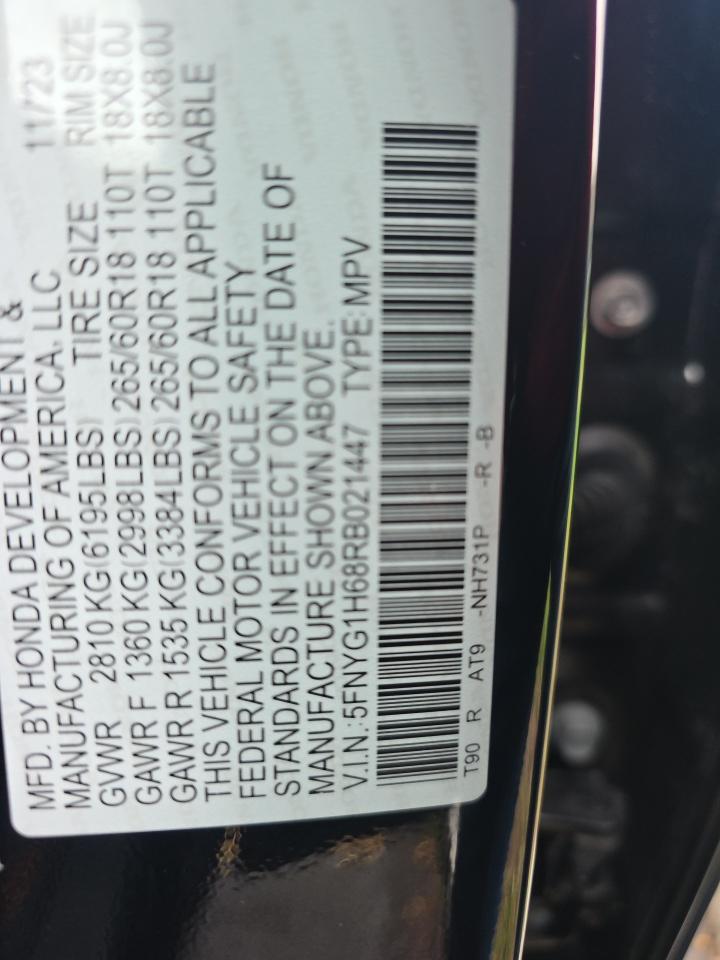 MFD. BY HONDA DEVELOPMENT & 11/23
MANUFACTURING OF AMERICA, LLC
GVWR 2810 KG(6195LBS) TIRE SIZE RIM SIZE
GAWR F 1360 KG(2998LBS) 265/60R18 110T 18X8.0J
GAWR R 1535 KG(3384LBS) 265/60R18 110T 18X8.0J
THIS VEHICLE CONFORMS TO ALL APPLICABLE
FEDERAL MOTOR VEHICLE SAFETY
STANDARDS IN EFFECT ON THE DATE OF
MANUFACTURE SHOWN ABOVE.
V.I.N.:5FNYG1H68RB021447 TYPE:MPV
T90 R AT9 -NH731P -R -B